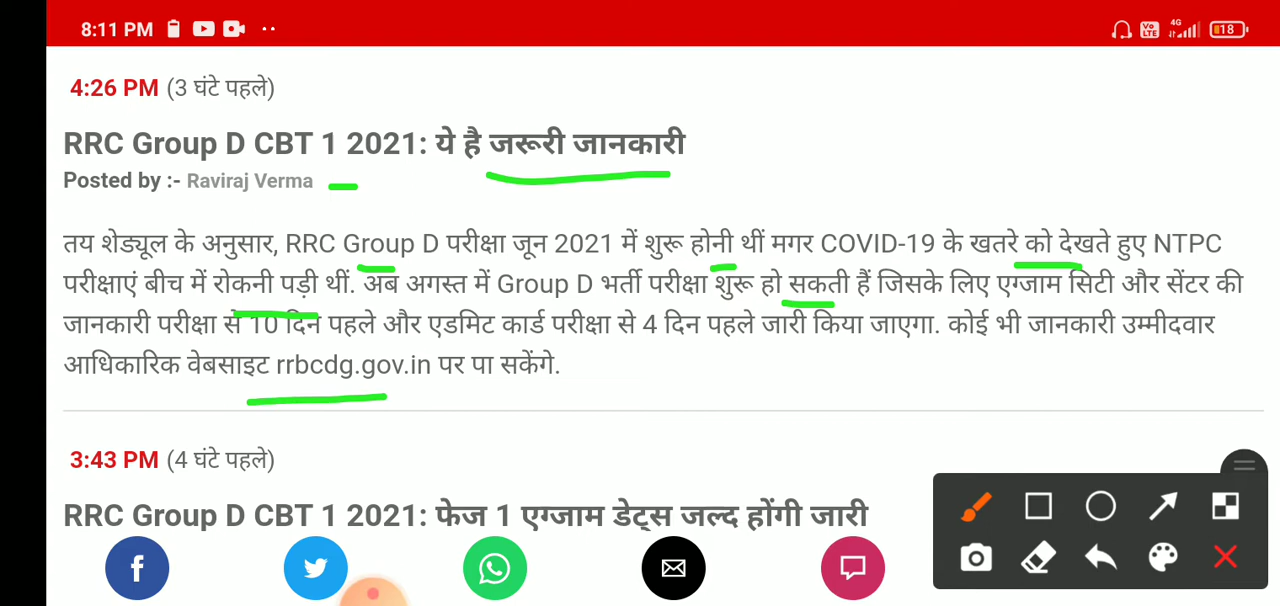 8:11 PM
Vo LTE 4G 18
4:26 PM (3 घंटे पहले)
RRC Group D CBT 1 2021: ये है जरूरी जानकारी
Posted by :- Raviraj Verma
तय शेड्यूल के अनुसार, RRC Group D परीक्षा जून 2021 में शुरू होनी थीं मगर COVID-19 के खतरे को देखते हुए NTPC
परीक्षाएं बीच में रोकनी पड़ी थीं. अब अगस्त में Group D भर्ती परीक्षा शुरू हो सकती हैं जिसके लिए एग्जाम सिटी और सेंटर की
जानकारी परीक्षा से 10 दिन पहले और एडमिट कार्ड परीक्षा से 4 दिन पहले जारी किया जाएगा. कोई भी जानकारी उम्मीदवार
आधिकारिक वेबसाइट rrbcdg.gov.in पर पा सकेंगे.
3:43 PM (4 घंटे पहले)
RRC Group D CBT 1 2021: फेज 1 एग्जाम डेट्स जल्द होंगी जारी